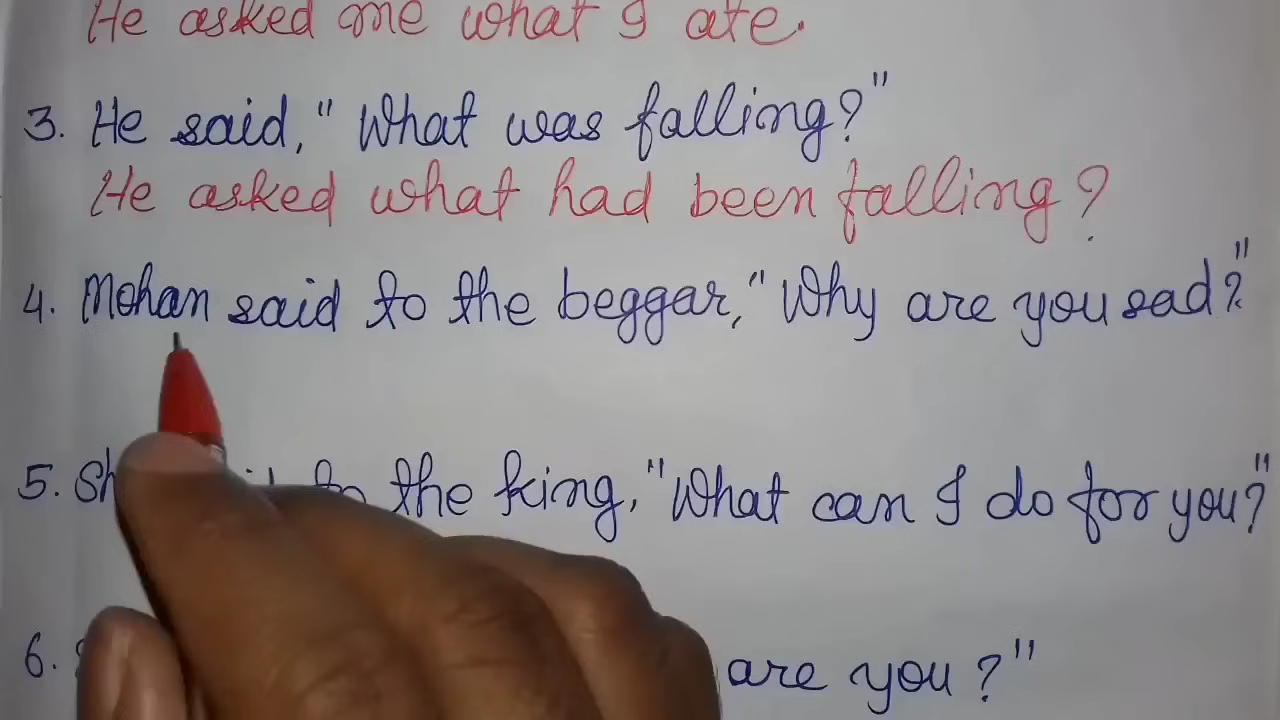 He asked me what I ate.
3. He said, "What was falling?"
He asked what had been falling?
4. Mohan said to the beggar, "Why are you sad?"
5. to the king, "What can I do for you?"
6. are you?"